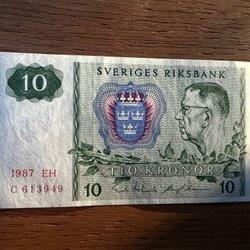 10
SVERIGES RIKSBANK
1987 EH
C 613949
TIO KRONOR
10
10